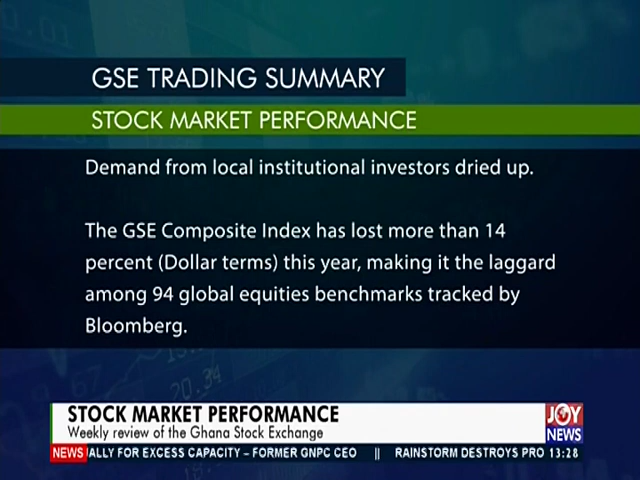 GSE TRADING SUMMARY
STOCK MARKET PERFORMANCE
Demand from local institutional investors dried up.
The GSE Composite Index has lost more than 14
percent (Dollar terms) this year, making it the laggard
among 94 global equities benchmarks tracked by
Bloomberg.
20.34
STOCK MARKET PERFORMANCE
Weekly review of the Ghana Stock Exchange
JOY
NEWS
NEWS FOR EXCESS CAPACITY – FORMER GNPC CEO || RAINSTORM DESTROYS PRO 13:28